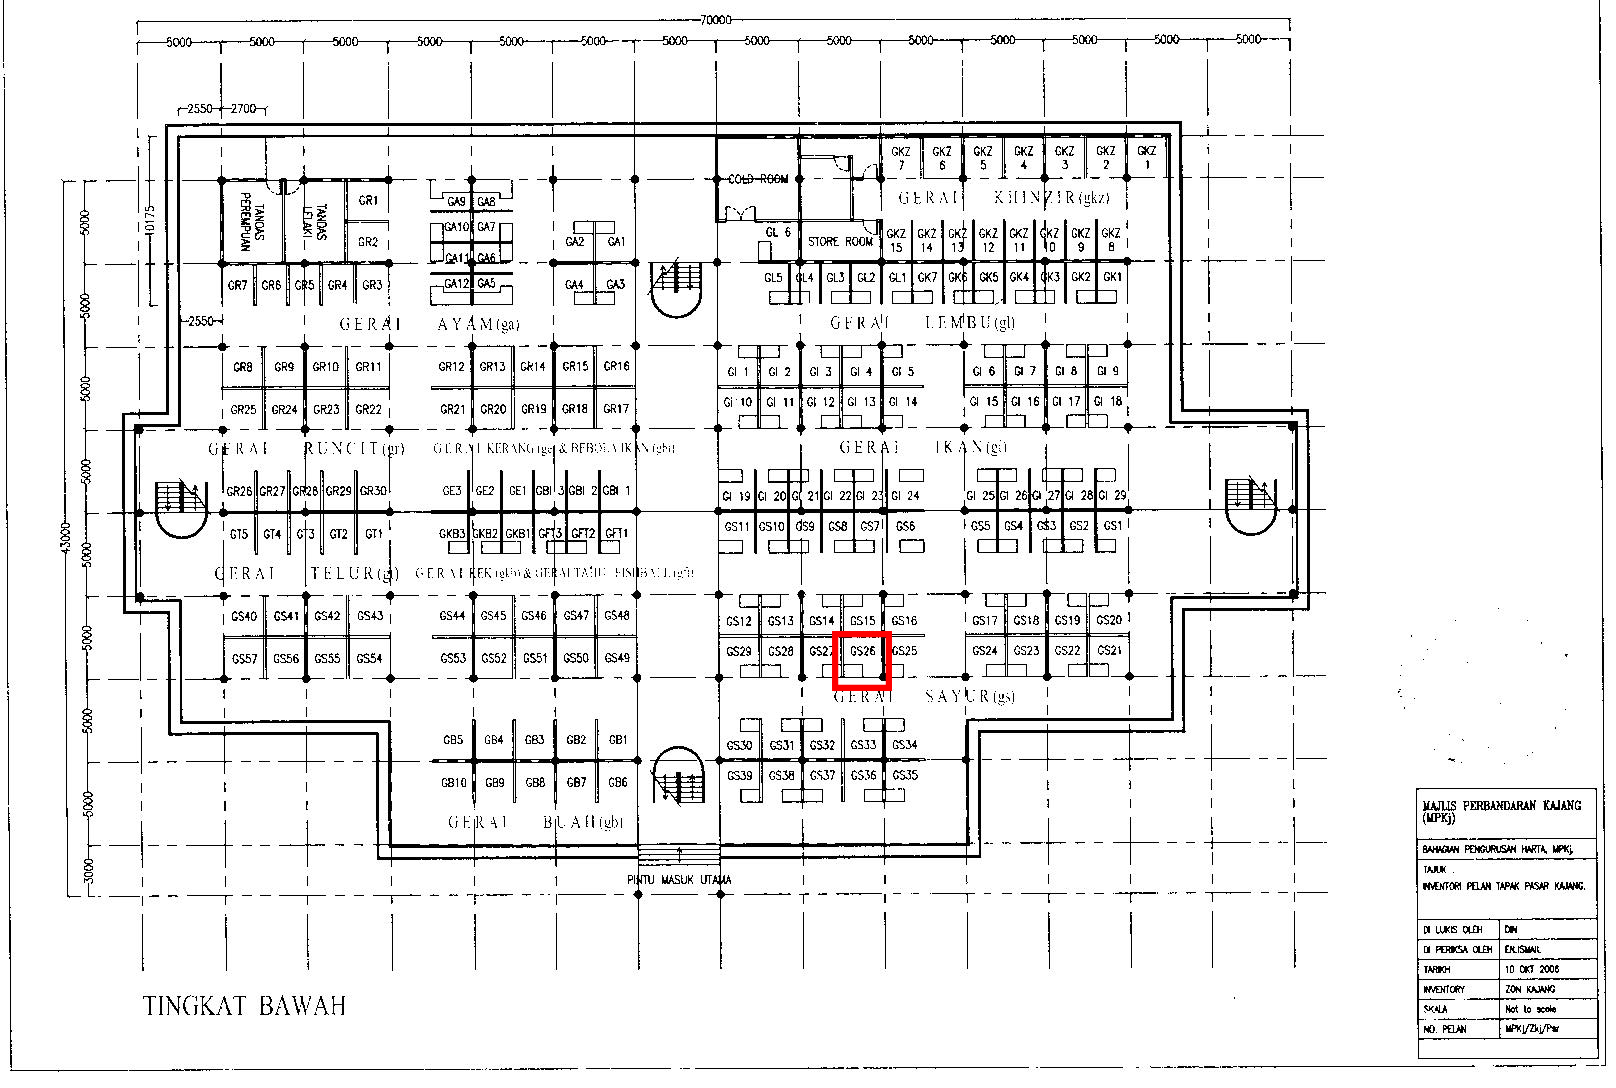 70000
5000 5000 5000 5000 5000 5000 5000 5000 5000 5000 5000 5000 5000 5000
2550 2700
10175
43000
5000
5000
5000
5000
5000
5000
5000
5000
3000
2550
TANDAS PEREMPUAN
TANDAS LELAKI
GR1
GR2
GR7 GR6 GR5 GR4 GR3
GA9 GA8
GA10 GA7
GA11 GA6
GA12 GA5
GA2 GA1
GA4 GA3
COLD ROOM
GL 6
STORE ROOM
GKZ 7 GKZ 6 GKZ 5 GKZ 4 GKZ 3 GKZ 2 GKZ 1
GERAI KHINZIR(gkz)
GKZ 15 GKZ 14 GKZ 13 GKZ 12 GKZ 11 GKZ 10 GKZ 9 GKZ 8
GL5 GL4 GL3 GL2 GL1 GK7 GK6 GK5 GK4 GK3 GK2 GK1
GERAI AYAM(ga)
GERAI LEMBU(gl)
GR8 GR9 GR10 GR11 GR12 GR13 GR14 GR15 GR16
GI 1 GI 2 GI 3 GI 4 GI 5 GI 6 GI 7 GI 8 GI 9
GR25 GR24 GR23 GR22 GR21 GR20 GR19 GR18 GR17
GI 10 GI 11 GI 12 GI 13 GI 14 GI 15 GI 16 GI 17 GI 18
GERAI RUNCIT(gr)
GERAI KERANG(ge) & BEBOLA IKAN(gbi)
GERAI IKAN(gi)
GR26 GR27 GR28 GR29 GR30 GE3 GE2 GE1 GBI 3 GBI 2 GBI 1
GI 19 GI 20 GI 21 GI 22 GI 23 GI 24 GI 25 GI 26 GI 27 GI 28 GI 29
GT5 GT4 GT3 GT2 GT1 GKB3 GKB2 GKB1 GFT3 GFT2 GFT1
GS11 GS10 GS9 GS8 GS7 GS6 GS5 GS4 GS3 GS2 GS1
GERAI TELUR(gt)
GERAI & GERAI
GS40 GS41 GS42 GS43 GS44 GS45 GS46 GS47 GS48
GS12 GS13 GS14 GS15 GS16 GS17 GS18 GS19 GS20
GS57 GS56 GS55 GS54 GS53 GS52 GS51 GS50 GS49
GS29 GS28 GS27 GS26 GS25 GS24 GS23 GS22 GS21
GERAI SAYUR(gs)
GB5 GB4 GB3 GB2 GB1
GS30 GS31 GS32 GS33 GS34
GB10 GB9 GB8 GB7 GB6
GS39 GS38 GS37 GS36 GS35
GERAI BUAH(gb)
PINTU MASUK UTAMA
TINGKAT BAWAH
MAJLIS PERBANDARAN KAJANG
(MPKj)
BAHAGIAN PENGURUSAN HARTA, MPKj.
TAJUK
INVENTORI PELAN TAPAK PASAR KAJANG.
DI LUKIS OLEH DIN
DI PERIKSA OLEH EN.ISMAIL
TARIKH 10 OKT 2006
INVENTORY ZON KAJANG
SKALA Not to scale
NO. PELAN MPKj/Zkj/Psr